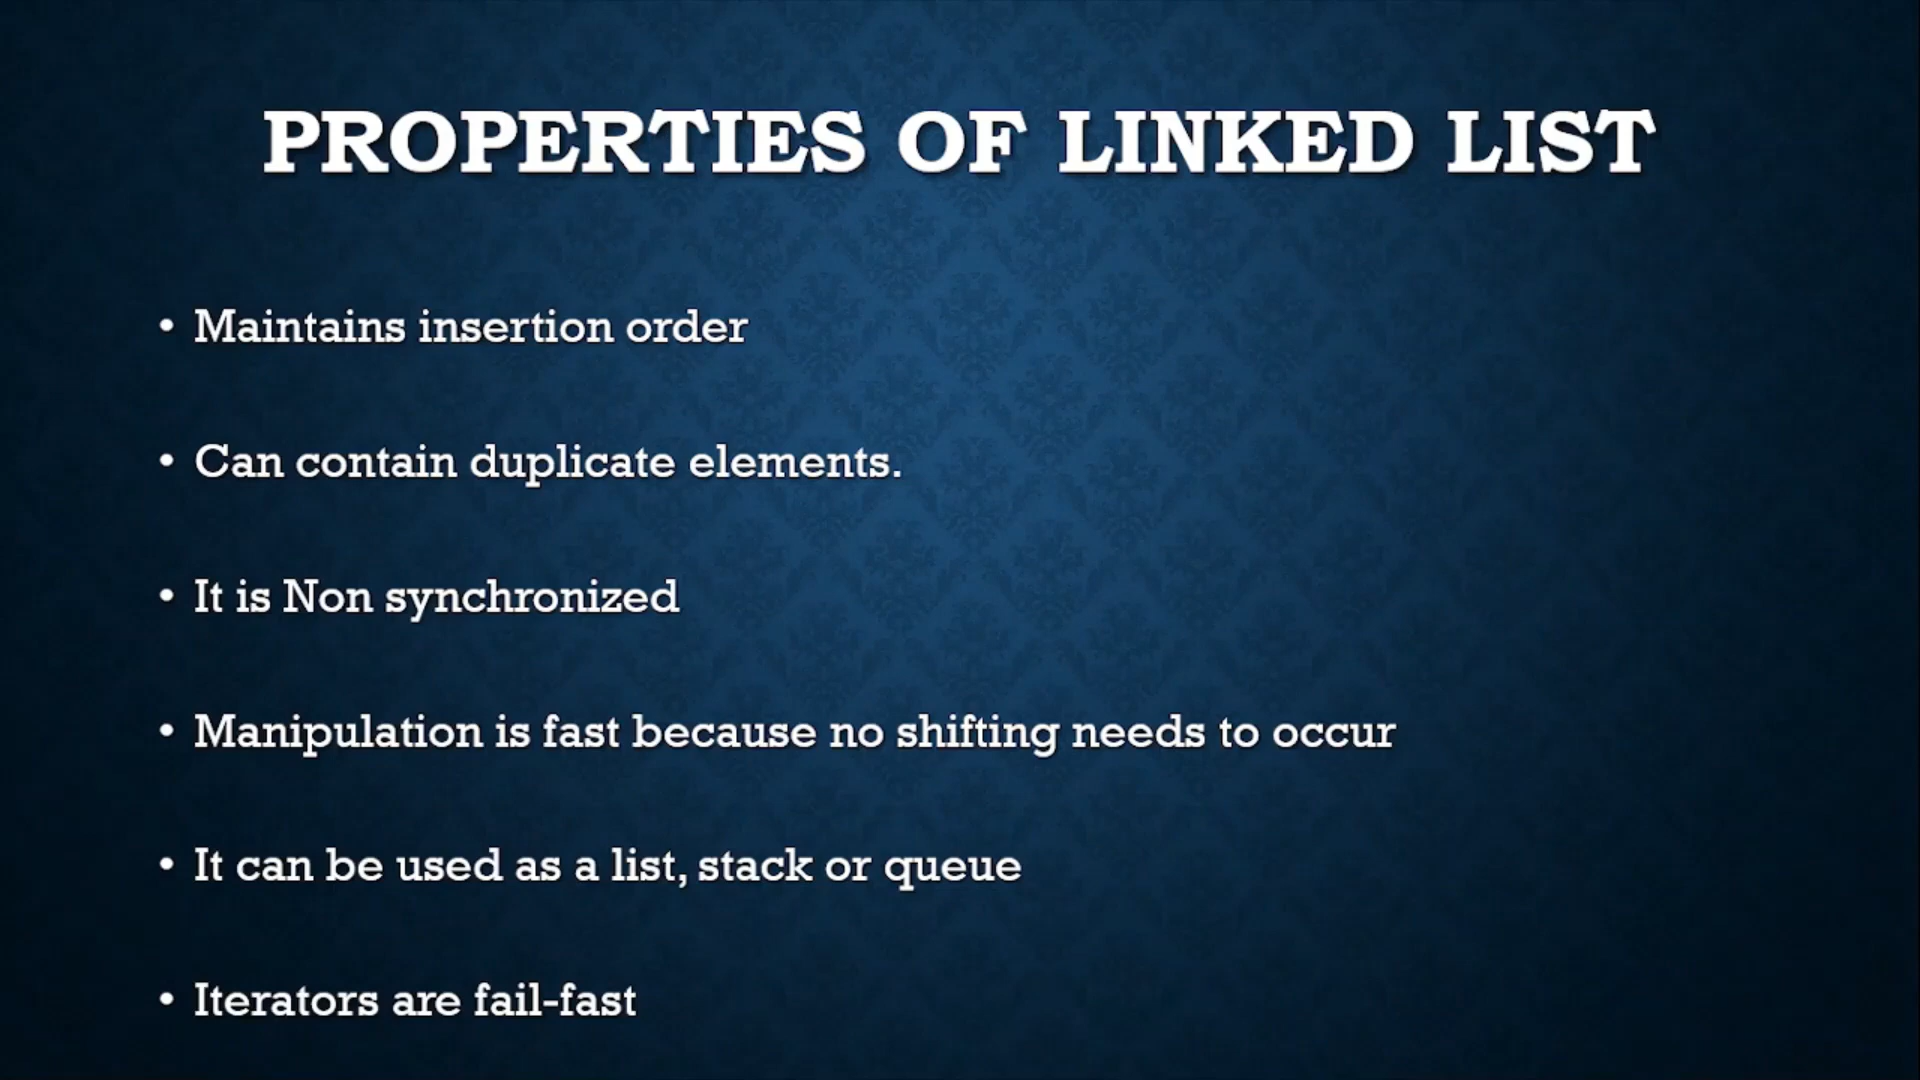 PROPERTIES OF LINKED LIST
• Maintains insertion order
• Can contain duplicate elements.
• It is Non synchronized
• Manipulation is fast because no shifting needs to occur
• It can be used as a list, stack or queue
• Iterators are fail-fast